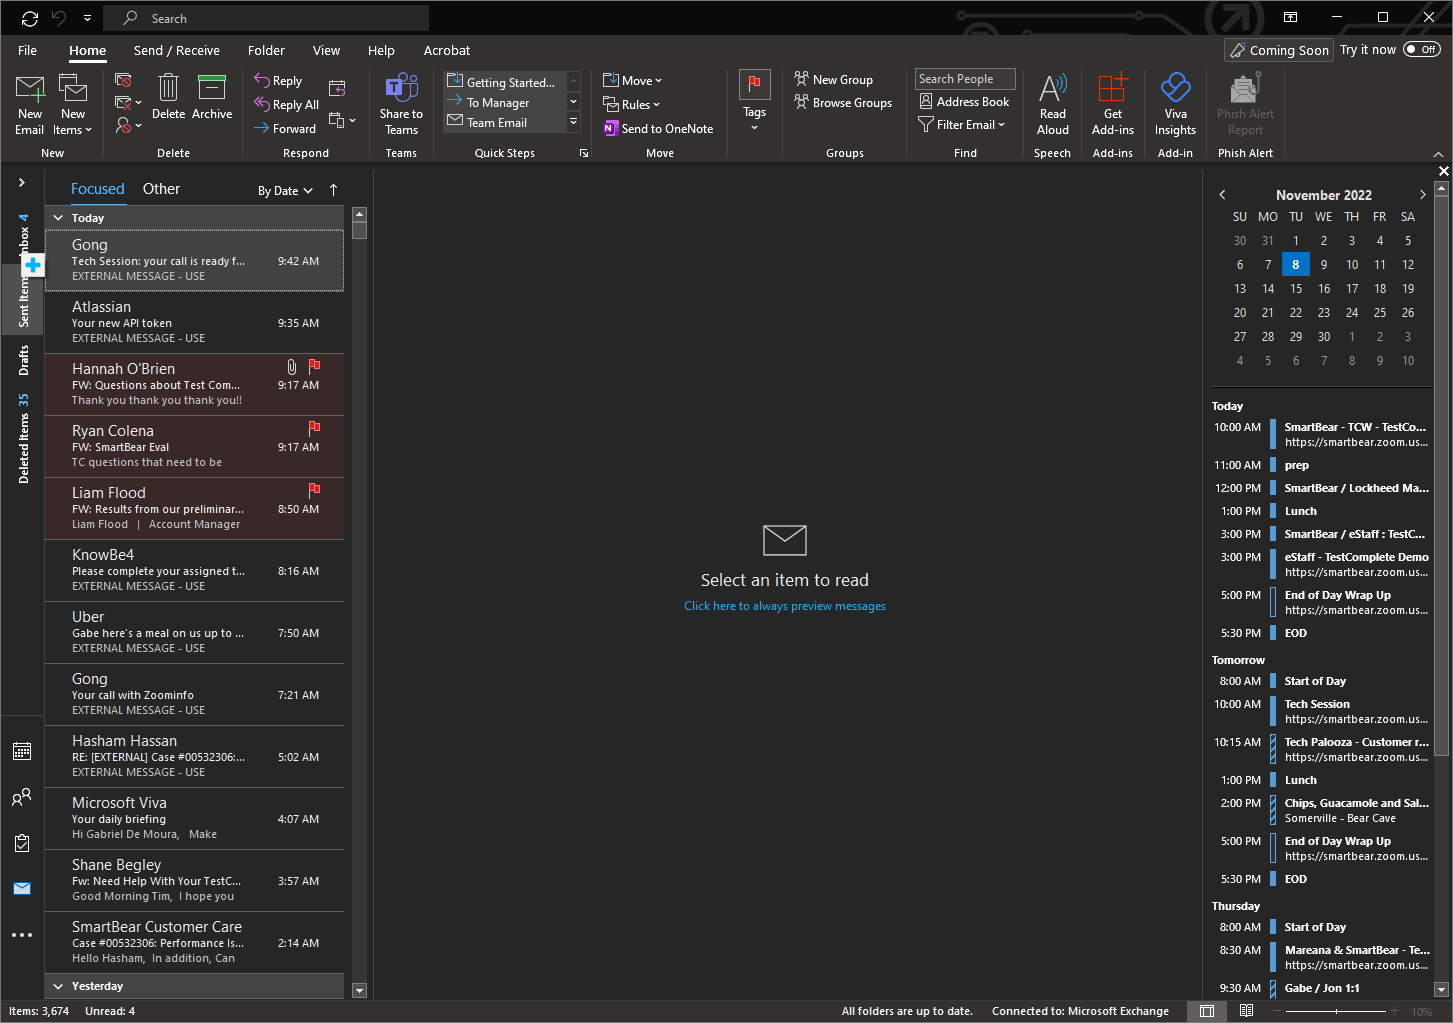 Search
File Home Send / Receive Folder View Help Acrobat
Coming Soon Try it now Off
New Email
New Items
New
Delete
Archive
Delete
Reply
Reply All
Forward
Respond
Share to Teams
Teams
Getting Started...
To Manager
Team Email
Quick Steps
Move
Rules
Send to OneNote
Move
Tags
New Group
Browse Groups
Groups
Search People
Address Book
Filter Email
Find
Read Aloud
Speech
Get Add-ins
Add-ins
Viva Insights
Add-in
Phish Alert Report
Phish Alert
Inbox 4
Sent Items
Drafts
Deleted Items 35
Focused Other By Date
Today
Gong
Tech Session: your call is ready f... 9:42 AM
EXTERNAL MESSAGE - USE
Atlassian
Your new API token 9:35 AM
EXTERNAL MESSAGE - USE
Hannah O'Brien
FW: Questions about Test Com... 9:17 AM
Thank you thank you thank you!!
Ryan Colena
FW: SmartBear Eval 9:17 AM
TC questions that need to be
Liam Flood
FW: Results from our preliminar... 8:50 AM
Liam Flood | Account Manager
KnowBe4
Please complete your assigned t... 8:16 AM
EXTERNAL MESSAGE - USE
Uber
Gabe here's a meal on us up to ... 7:50 AM
EXTERNAL MESSAGE - USE
Gong
Your call with Zoominfo 7:21 AM
EXTERNAL MESSAGE - USE
Hasham Hassan
RE: [EXTERNAL] Case #00532306:... 5:02 AM
EXTERNAL MESSAGE - USE
Microsoft Viva
Your daily briefing 4:07 AM
Hi Gabriel De Moura, Make
Shane Begley
Fw: Need Help With Your TestC... 3:57 AM
Good Morning Tim, I hope you
SmartBear Customer Care
Case #00532306: Performance Is... 2:14 AM
Hello Hasham, In addition, Can
Yesterday
Select an item to read
Click here to always preview messages
November 2022
SU MO TU WE TH FR SA
30 31 1 2 3 4 5
6 7 8 9 10 11 12
13 14 15 16 17 18 19
20 21 22 23 24 25 26
27 28 29 30 1 2 3
4 5 6 7 8 9 10
Today
10:00 AM SmartBear - TCW - TestCo...
https://smartbear.zoom.us...
11:00 AM prep
12:00 PM SmartBear / Lockheed Ma...
1:00 PM Lunch
3:00 PM SmartBear / eStaff : TestC...
3:00 PM eStaff - TestComplete Demo
https://smartbear.zoom.us...
5:00 PM End of Day Wrap Up
https://smartbear.zoom.us...
5:30 PM EOD
Tomorrow
8:00 AM Start of Day
10:00 AM Tech Session
https://smartbear.zoom.us...
10:15 AM Tech Palooza - Customer r...
https://smartbear.zoom.us...
1:00 PM Lunch
2:00 PM Chips, Guacamole and Sal...
Somerville - Bear Cave
5:00 PM End of Day Wrap Up
https://smartbear.zoom.us...
5:30 PM EOD
Thursday
8:00 AM Start of Day
8:30 AM Mareana & SmartBear - Te...
https://smartbear.zoom.us...
9:30 AM Gabe / Jon 1:1
Items: 3,674 Unread: 4 All folders are up to date. Connected to: Microsoft Exchange 10%